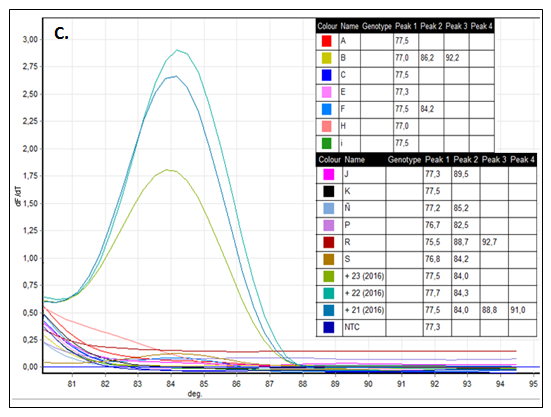 C.
3,00
2,75
2,50
2,25
2,00
1,75
1,50
1,25
1,00
0,75
0,50
0,25
0,00
dF/dT
81 82 83 84 85 86 87 88 89 90 91 92 93 94 95
deg.
Colour Name Genotype Peak 1 Peak 2 Peak 3 Peak 4
A 77,5
B 77,0 86,2 92,2
C 77,5
E 77,3
F 77,5 84,2
H 77,0
i 77,5
Colour Name Genotype Peak 1 Peak 2 Peak 3 Peak 4
J 77,3 89,5
K 77,5
Ñ 77,2 85,2
P 76,7 82,5
R 75,5 88,7 92,7
S 76,8 84,2
+ 23 (2016) 77,5 84,0
+ 22 (2016) 77,7 84,3
+ 21 (2016) 77,5 84,0 88,8 91,0
NTC 77,3